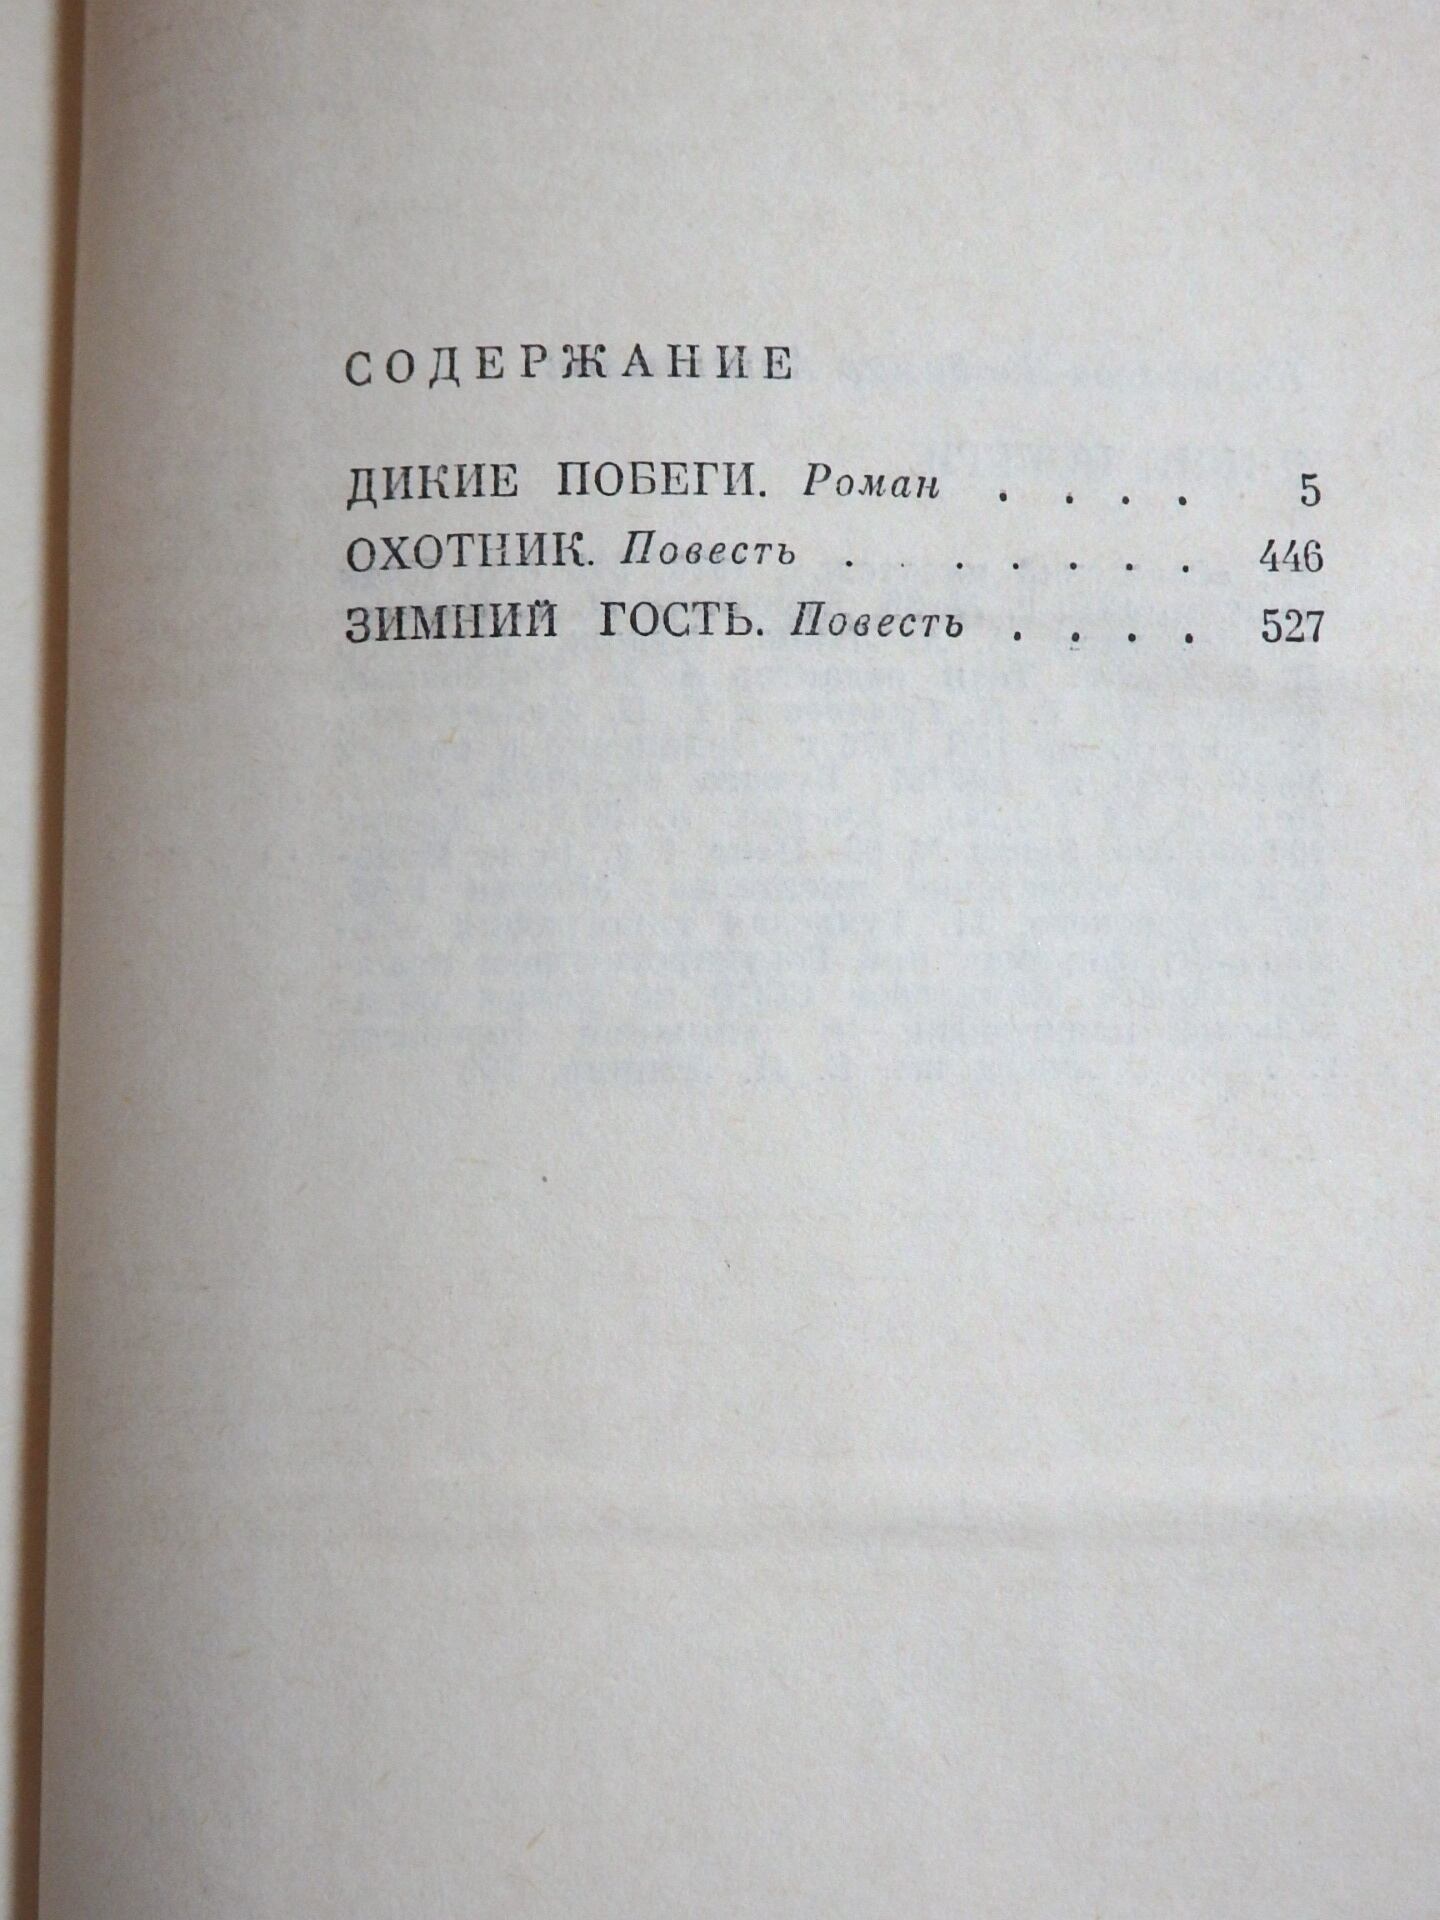 СОДЕРЖАНИЕ
ДИКИЕ ПОБЕГИ. Роман . . . . 5
ОХОТНИК. Повесть . . . . . . . 446
ЗИМНИЙ ГОСТЬ. Повесть . . . . 527